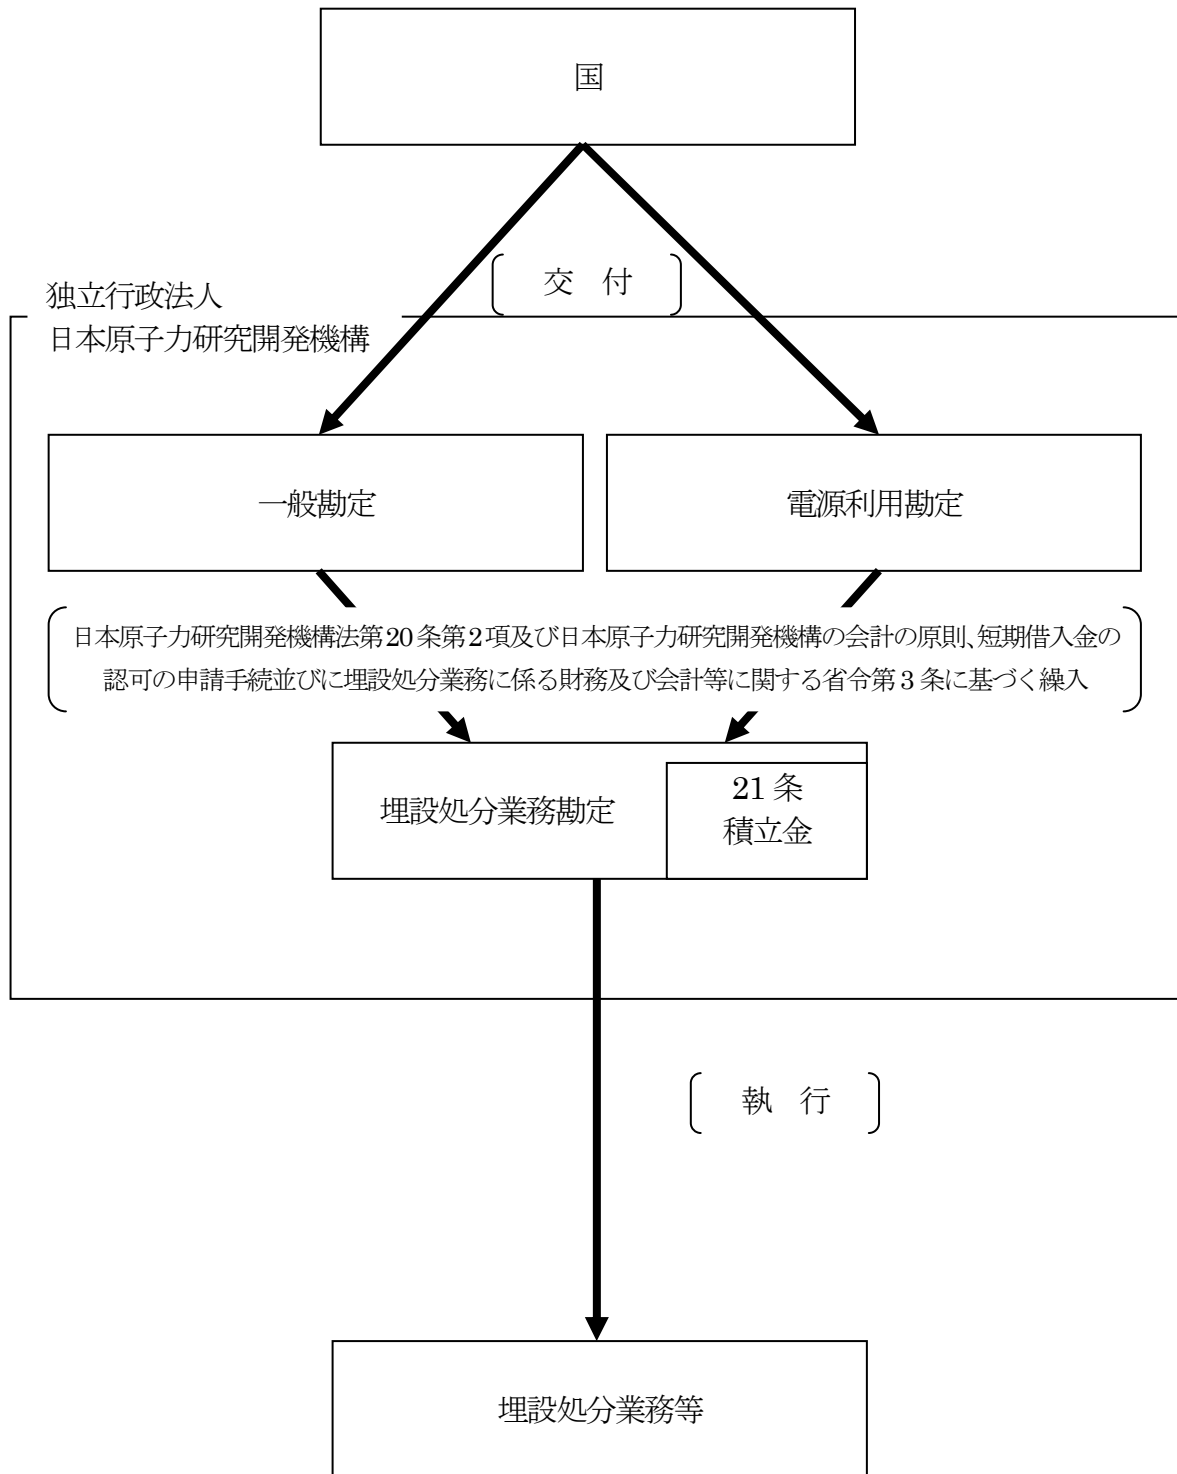 国
交 付
独立行政法人
日本原子力研究開発機構
一般勘定
電源利用勘定
日本原子力研究開発機構法第20条第2項及び日本原子力研究開発機構の会計の原則、短期借入金の
認可の申請手続並びに埋設処分業務に係る財務及び会計等に関する省令第3条に基づく繰入
埋設処分業務勘定
21条
積立金
執 行
埋設処分業務等